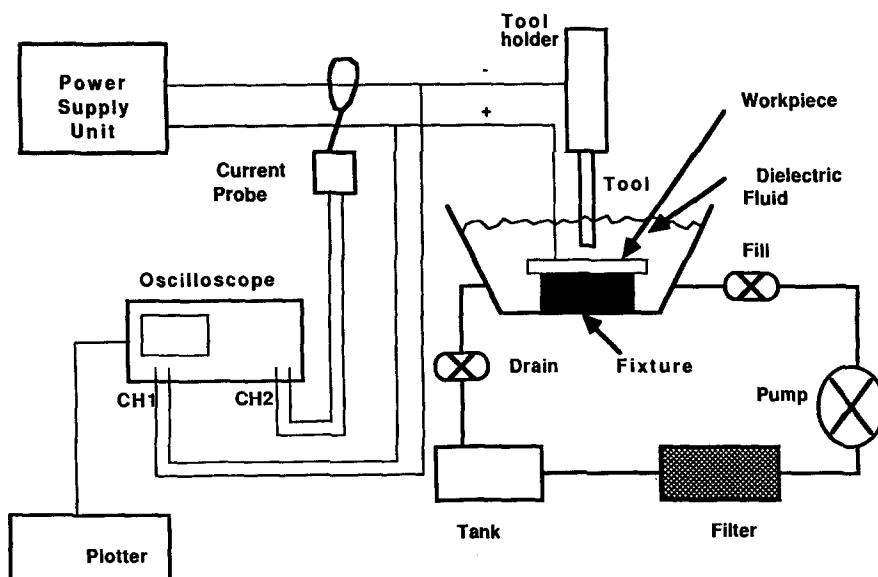 Tool
holder
Power
Supply
Unit
-
+
Workpiece
Current
Probe
Tool
Dielectric
Fluid
Fill
Oscilloscope
CH1
CH2
Drain
Fixture
Pump
Tank
Filter
Plotter